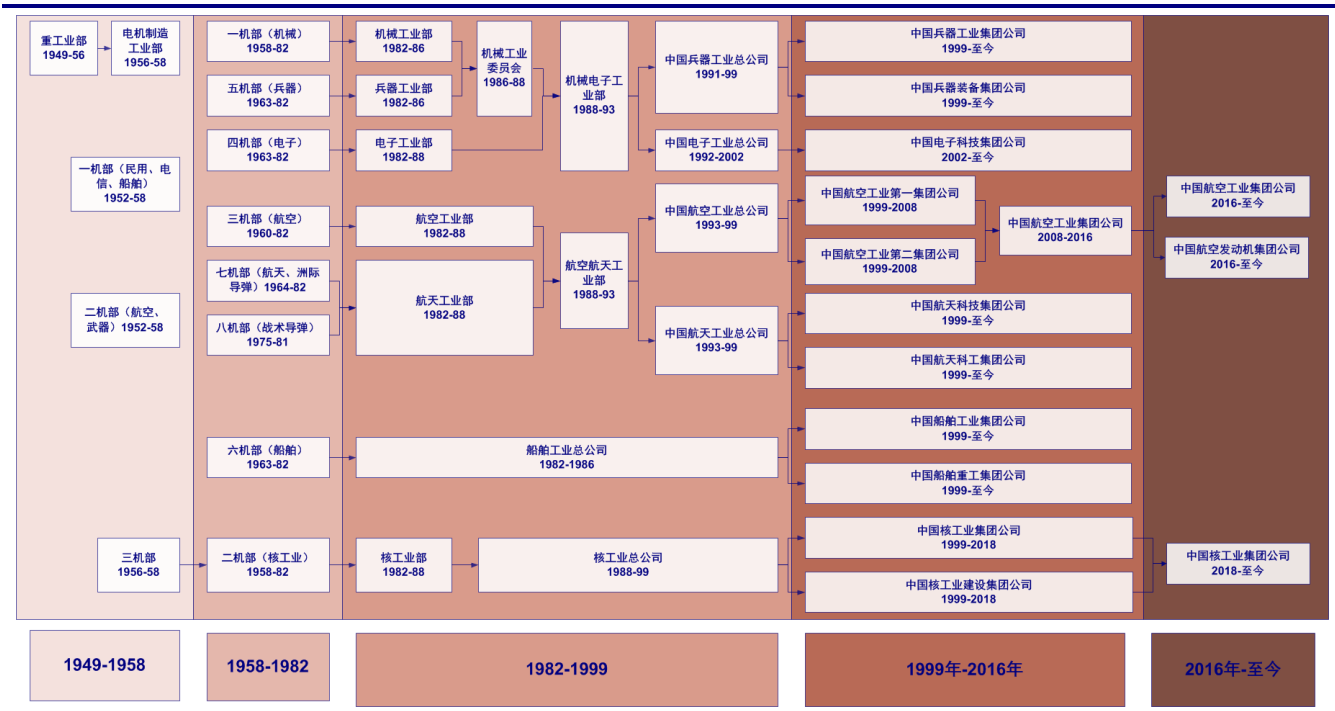 重工业部
1949-56
电机制造
工业部
1956-58
一机部（民用、电
信、船舶）
1952-58
二机部（航空、
武器）1952-58
三机部
1956-58
一机部（机械）
1958-82
五机部（兵器）
1963-82
四机部（电子）
1963-82
三机部（航空）
1960-82
七机部（航天、洲际
导弹）1964-82
八机部（战术导弹）
1975-81
六机部（船舶）
1963-82
二机部（核工业）
1958-82
机械工业部
1982-86
兵器工业部
1982-86
电子工业部
1982-88
机械工业
委员会
1986-88
机械电子工
业部
1988-93
航空工业部
1982-88
航天工业部
1982-88
航空航天工
业部
1988-93
中国兵器工业总公司
1991-99
中国电子工业总公司
1992-2002
中国航空工业总公司
1993-99
中国航天工业总公司
1993-99
船舶工业总公司
1982-1986
核工业部
1982-88
核工业总公司
1988-99
中国兵器工业集团公司
1999-至今
中国兵器装备集团公司
1999-至今
中国电子科技集团公司
2002-至今
中国航空工业第一集团公司
1999-2008
中国航空工业第二集团公司
1999-2008
中国航空工业集团公司
2008-2016
中国航天科技集团公司
1999-至今
中国航天科工集团公司
1999-至今
中国船舶工业集团公司
1999-至今
中国船舶重工集团公司
1999-至今
中国核工业集团公司
1999-2018
中国核工业建设集团公司
1999-2018
中国航空工业集团公司
2016-至今
中国航空发动机集团公司
2016-至今
中国核工业集团公司
2018-至今
1949-1958
1958-1982
1982-1999
1999年-2016年
2016年-至今